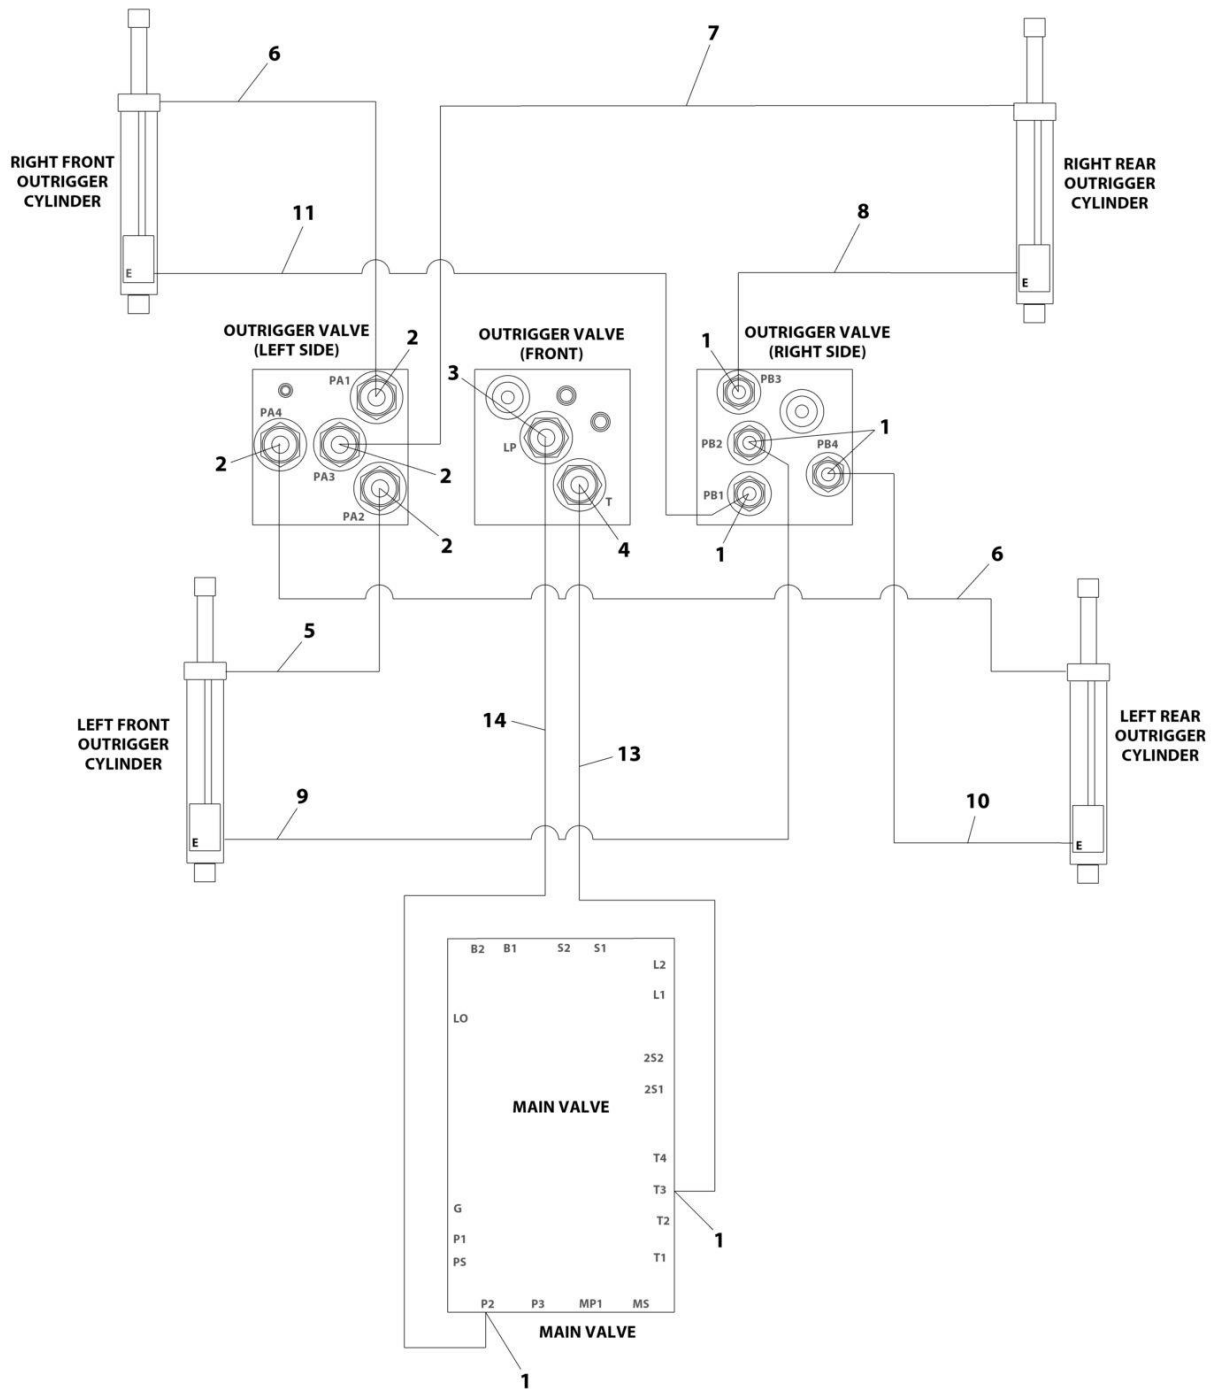 6
7
RIGHT FRONT
OUTRIGGER
CYLINDER
E
11
8
RIGHT REAR
OUTRIGGER
CYLINDER
E
OUTRIGGER VALVE
(LEFT SIDE)
2
PA1
PA4
PA3
PA2
2
2
2
OUTRIGGER VALVE
(FRONT)
3
LP
T
4
OUTRIGGER VALVE
(RIGHT SIDE)
1
PB3
PB2
PB4
PB1
1
1
6
5
LEFT FRONT
OUTRIGGER
CYLINDER
E
14
13
9
LEFT REAR
OUTRIGGER
CYLINDER
E
10
B2 B1 S2 S1
L2
L1
LO
2S2
2S1
MAIN VALVE
T4
T3
G
T2
P1
PS
T1
1
P2 P3 MP1 MS
MAIN VALVE
1